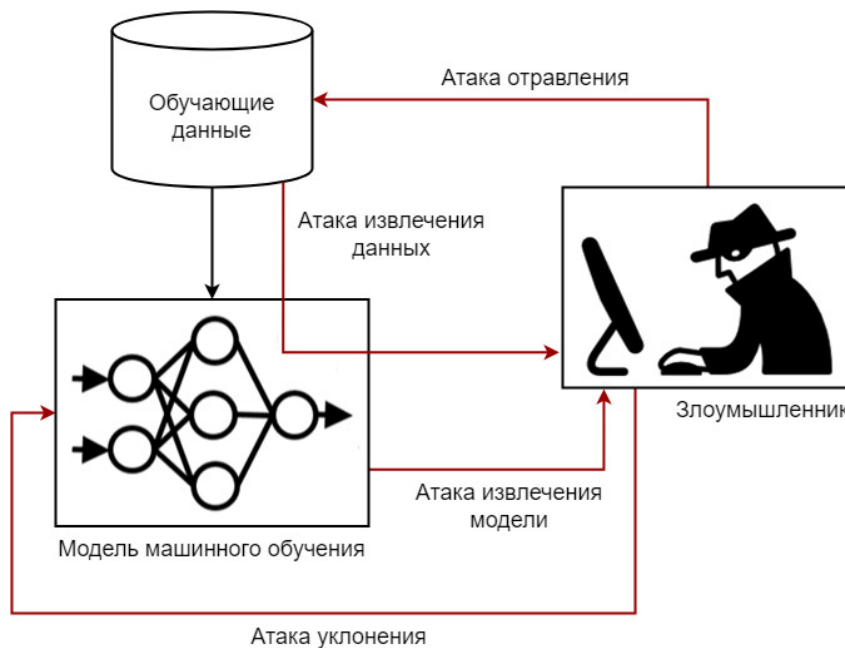 Атака отравления
Обучающие
данные
Атака извлечения
данных
Злоумышленник
Атака извлечения
модели
Модель машинного обучения
Атака уклонения